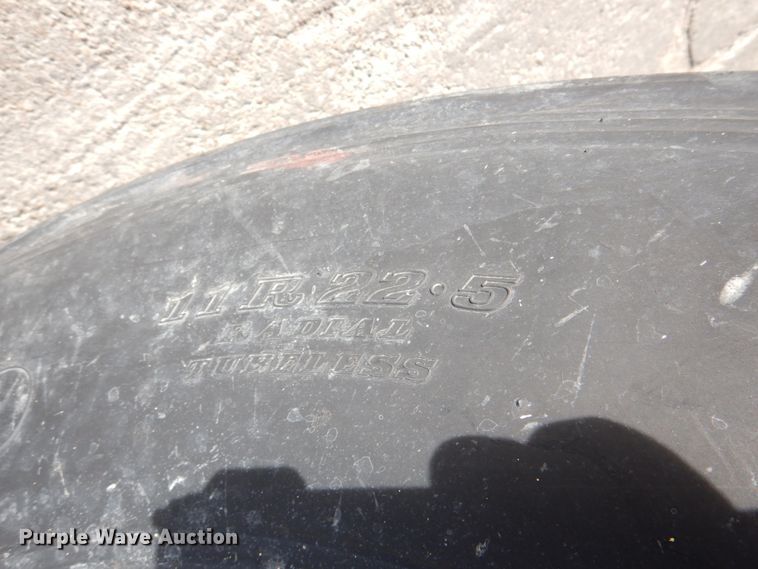 11R22.5
RADIAL
TUBELESS
Purple Wave Auction